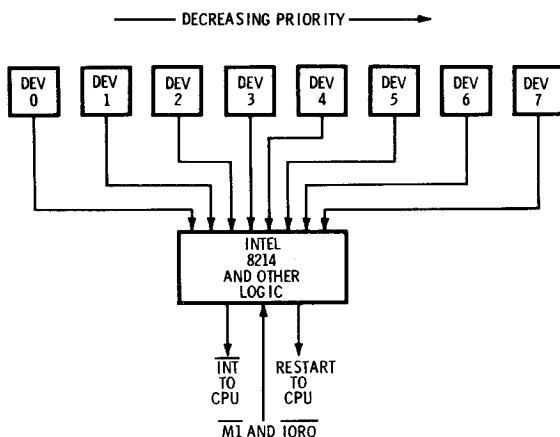 DECREASING PRIORITY
DEV 0
DEV 1
DEV 2
DEV 3
DEV 4
DEV 5
DEV 6
DEV 7
INTEL
8214
AND OTHER
LOGIC
INT
TO
CPU
RESTART
TO
CPU
M1 AND IORQ